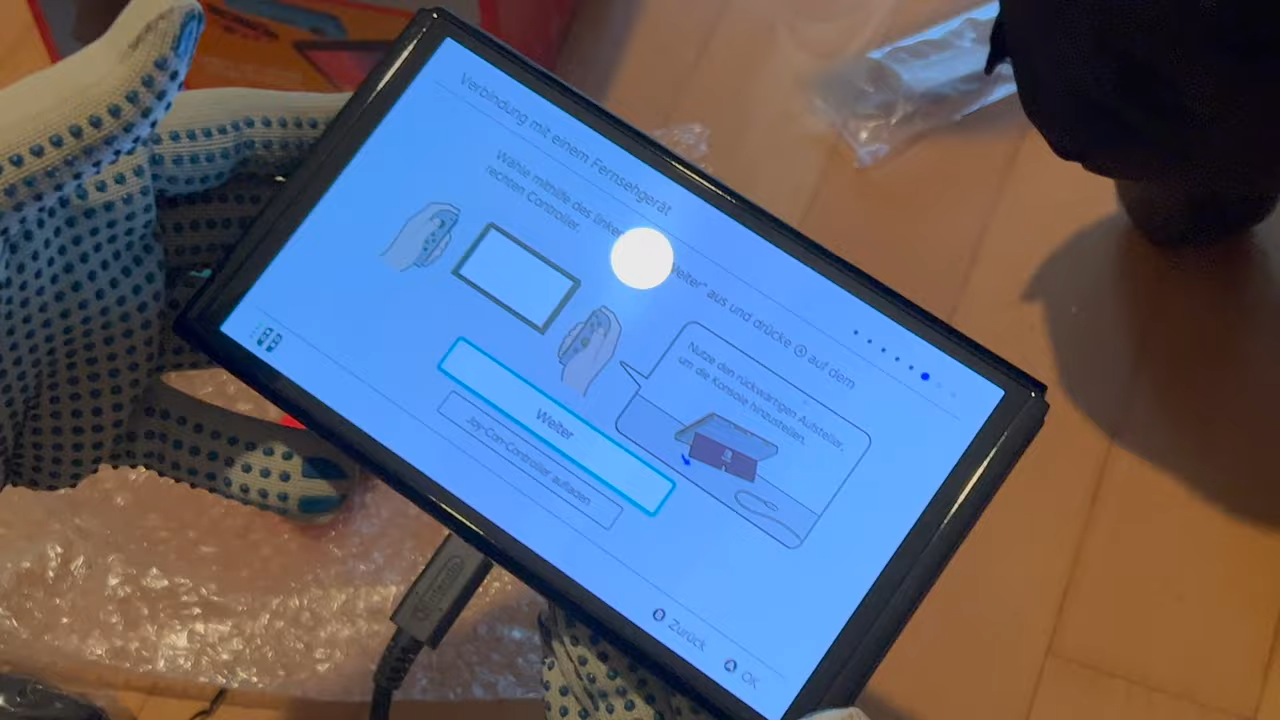 Verbindung mit einem Fernsehgerät
Wähle mithilfe des linken Weiter" aus und drücke Ⓐ auf dem
rechten Controller.
Nutze den rückwärtigen Aufsteller,
um die Konsole hinzustellen.
Weiter
Joy-Con-Controller aufladen
Zurück
OK
Nintendo